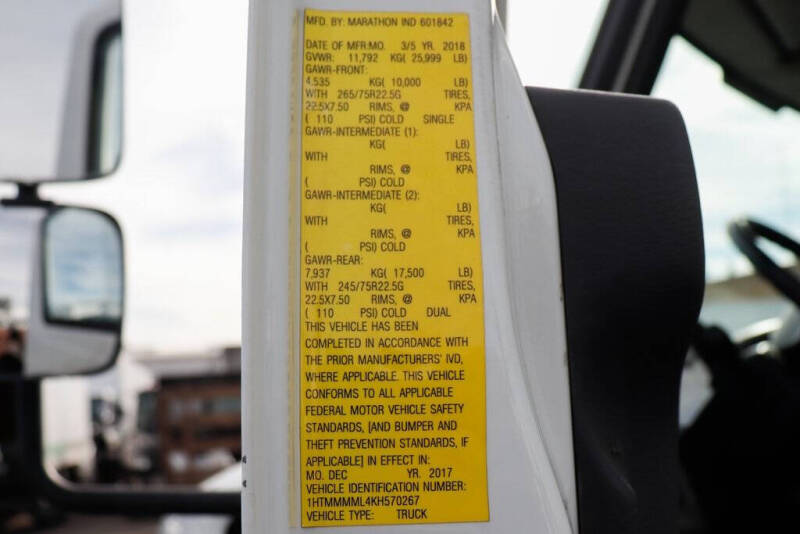 MFD. BY: MARATHON IND 601842
DATE OF MFR:MO. 3/5 YR. 2018
GVWR: 11,792 KG( 25,999 LB)
GAWR-FRONT:
4,535 KG( 10,000 LB)
WITH 265/75R22.5G TIRES,
22.5X7.50 RIMS, @ KPA
( 110 PSI) COLD SINGLE
GAWR-INTERMEDIATE (1):
KG( LB)
WITH TIRES,
RIMS, @ KPA
( PSI) COLD
GAWR-INTERMEDIATE (2):
KG( LB)
WITH TIRES,
RIMS, @ KPA
( PSI) COLD
GAWR-REAR:
7,937 KG( 17,500 LB)
WITH 245/75R22.5G TIRES,
22.5X7.50 RIMS, @ KPA
( 110 PSI) COLD DUAL
THIS VEHICLE HAS BEEN
COMPLETED IN ACCORDANCE WITH
THE PRIOR MANUFACTURERS' IVD,
WHERE APPLICABLE. THIS VEHICLE
CONFORMS TO ALL APPLICABLE
FEDERAL MOTOR VEHICLE SAFETY
STANDARDS, [AND BUMPER AND
THEFT PREVENTION STANDARDS, IF
APPLICABLE] IN EFFECT IN:
MO. DEC YR. 2017
VEHICLE IDENTIFICATION NUMBER:
1HTMMMML4KH570267
VEHICLE TYPE: TRUCK